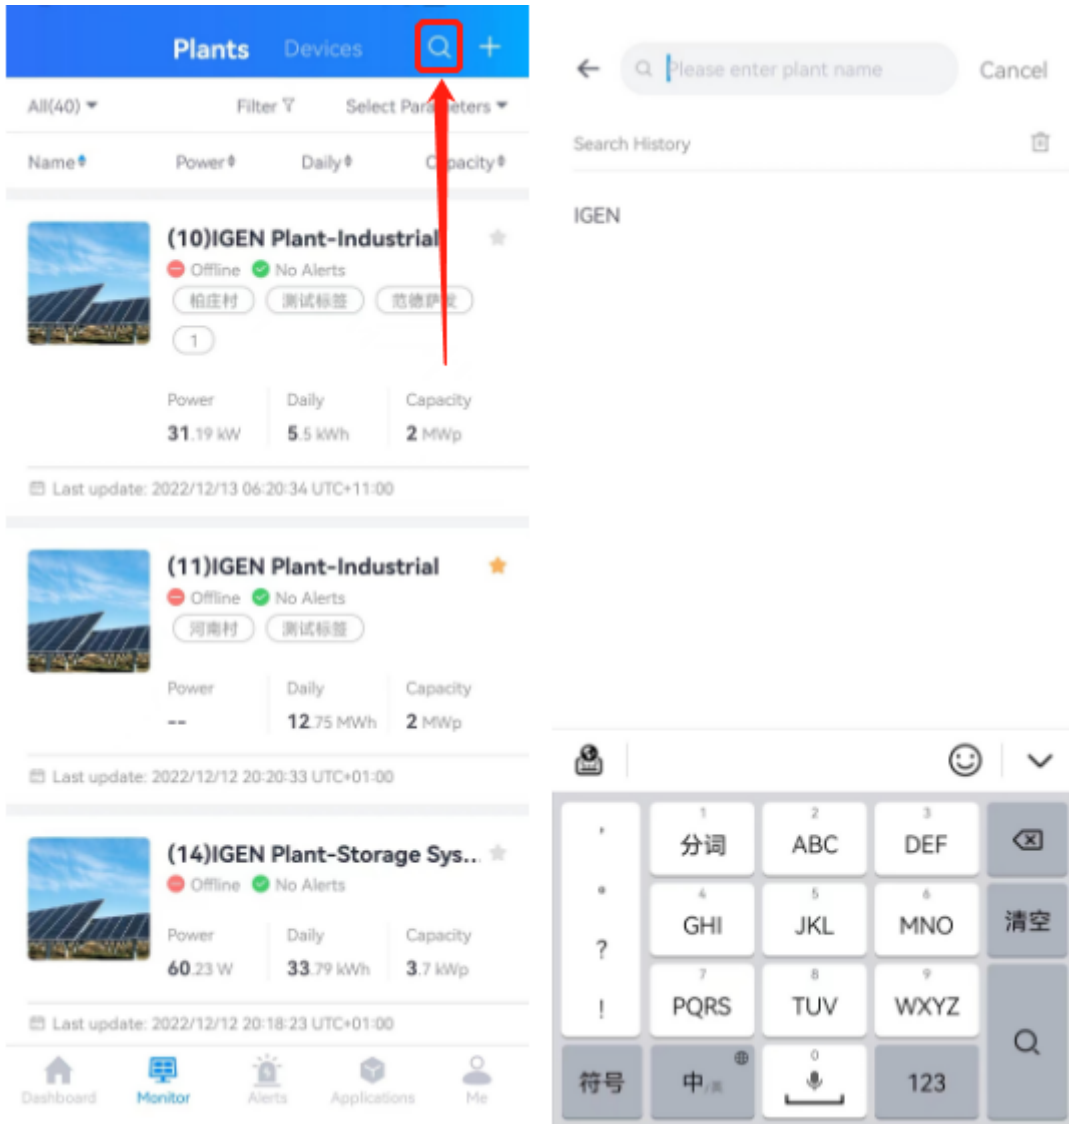 Plants Devices
All(40) Filter Select Parameters
Name Power Daily Capacity
(10)IGEN Plant-Industrial
Offline No Alerts
柏庄村 测试标签
1
Power Daily Capacity
31.19 kW 5.5 kWh 2 MWp
Last update: 2022/12/13 06:20:34 UTC+11:00
(11)IGEN Plant-Industrial
Offline No Alerts
河南村 测试标签
Power Daily Capacity
-- 12.75 MWh 2 MWp
Last update: 2022/12/12 20:20:33 UTC+01:00
(14)IGEN Plant-Storage Sys...
Offline No Alerts
Power Daily Capacity
60.23 W 33.79 kWh 3.7 kWp
Last update: 2022/12/12 20:18:23 UTC+01:00
Dashboard Monitor Alerts Applications Me
Please enter plant name Cancel
Search History
IGEN
, 1 2 3
分词 ABC DEF
。 4 5 6
GHI JKL MNO 清空
?
7 8 9
! PQRS TUV WXYZ
0
符号 中/英 123